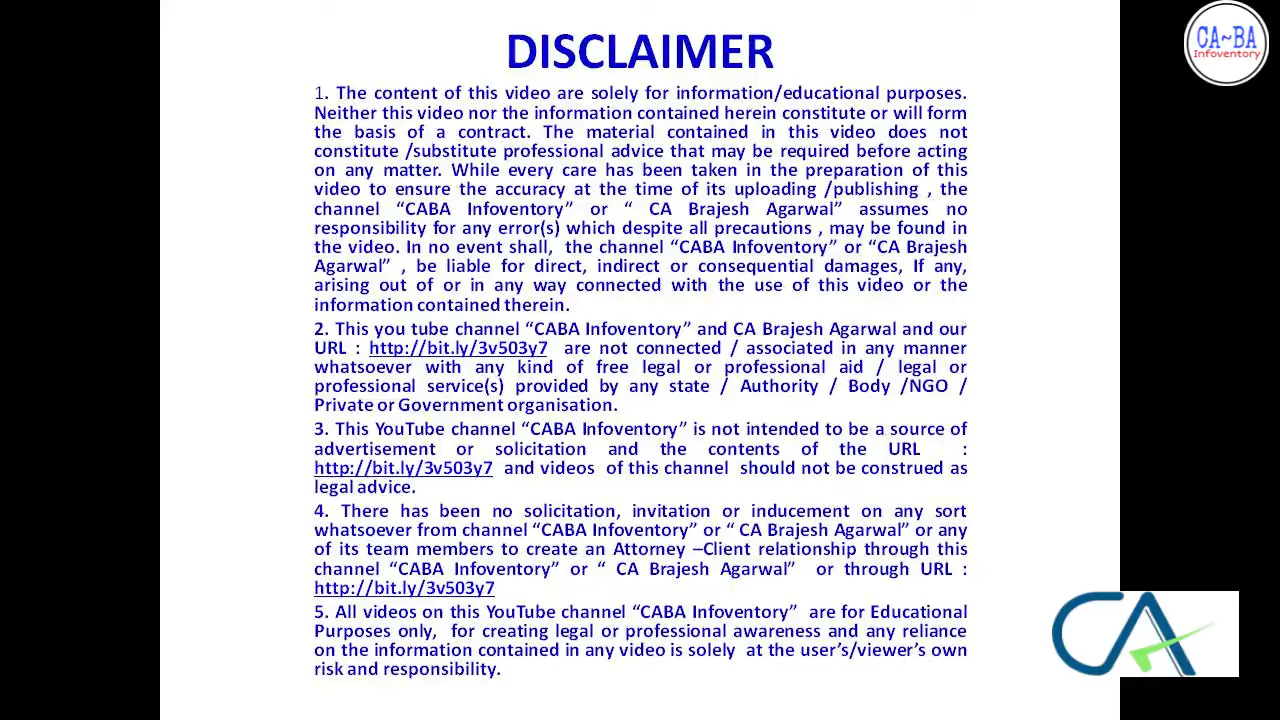 DISCLAIMER
CA~BA
Infoventory
1. The content of this video are solely for information/educational purposes.
Neither this video nor the information contained herein constitute or will form
the basis of a contract. The material contained in this video does not
constitute /substitute professional advice that may be required before acting
on any matter. While every care has been taken in the preparation of this
video to ensure the accuracy at the time of its uploading /publishing , the
channel “CABA Infoventory” or “ CA Brajesh Agarwal” assumes no
responsibility for any error(s) which despite all precautions , may be found in
the video. In no event shall, the channel “CABA Infoventory” or “CA Brajesh
Agarwal” , be liable for direct, indirect or consequential damages, If any,
arising out of or in any way connected with the use of this video or the
information contained therein.
2. This you tube channel “CABA Infoventory” and CA Brajesh Agarwal and our
URL : http://bit.ly/3v503y7 are not connected / associated in any manner
whatsoever with any kind of free legal or professional aid / legal or
professional service(s) provided by any state / Authority / Body /NGO /
Private or Government organisation.
3. This YouTube channel “CABA Infoventory” is not intended to be a source of
advertisement or solicitation and the contents of the URL :
http://bit.ly/3v503y7 and videos of this channel should not be construed as
legal advice.
4. There has been no solicitation, invitation or inducement on any sort
whatsoever from channel “CABA Infoventory” or “ CA Brajesh Agarwal” or any
of its team members to create an Attorney –Client relationship through this
channel “CABA Infoventory” or “ CA Brajesh Agarwal” or through URL :
http://bit.ly/3v503y7
5. All videos on this YouTube channel “CABA Infoventory” are for Educational
Purposes only, for creating legal or professional awareness and any reliance
on the information contained in any video is solely at the user’s/viewer’s own
risk and responsibility.
CA